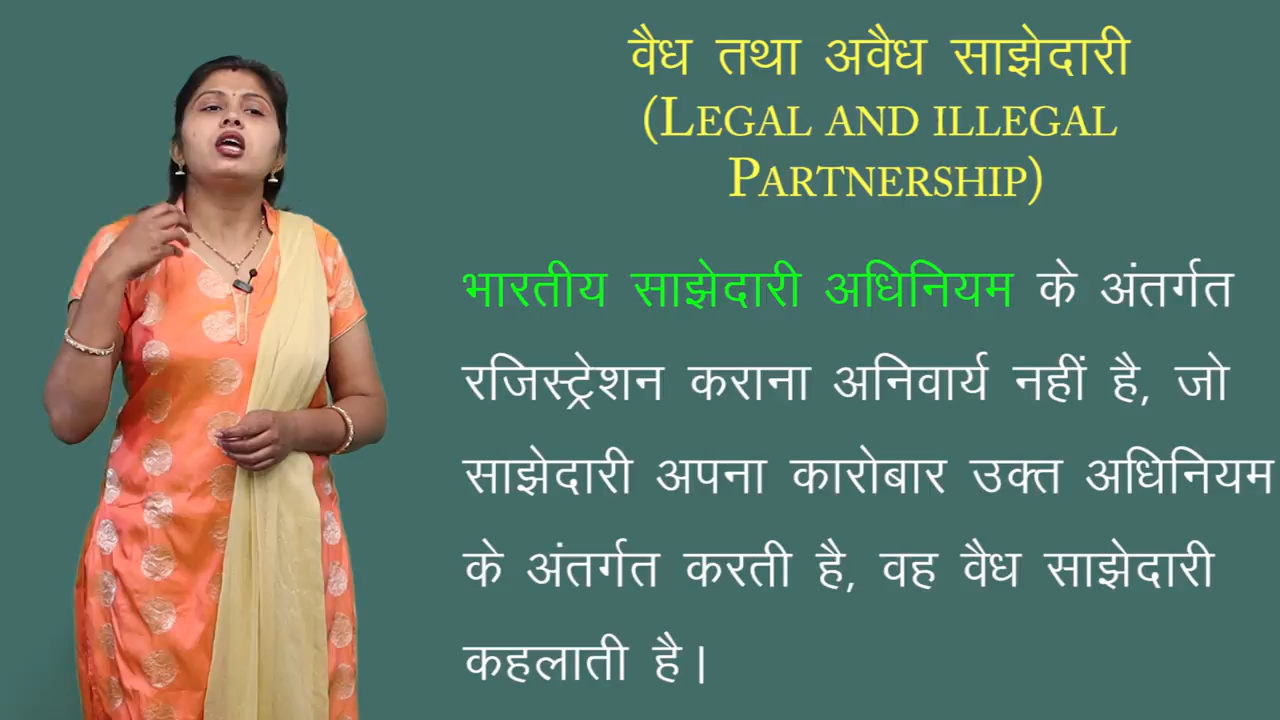 वैध तथा अवैध साझेदारी
(LEGAL AND ILLEGAL
PARTNERSHIP)
भारतीय साझेदारी अधिनियम के अंतर्गत
रजिस्ट्रेशन कराना अनिवार्य नहीं है, जो
साझेदारी अपना कारोबार उक्त अधिनियम
के अंतर्गत करती है, वह वैध साझेदारी
कहलाती है।